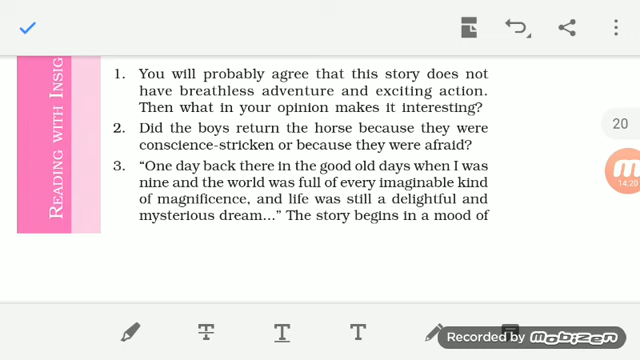 READING WITH INSIG
1. You will probably agree that this story does not
have breathless adventure and exciting action.
Then what in your opinion makes it interesting?
2. Did the boys return the horse because they were
conscience-stricken or because they were afraid?
3. “One day back there in the good old days when I was
nine and the world was full of every imaginable kind
of magnificence, and life was still a delightful and
mysterious dream...” The story begins in a mood of
20
14:20
T
T
T
Recorded by mobizen